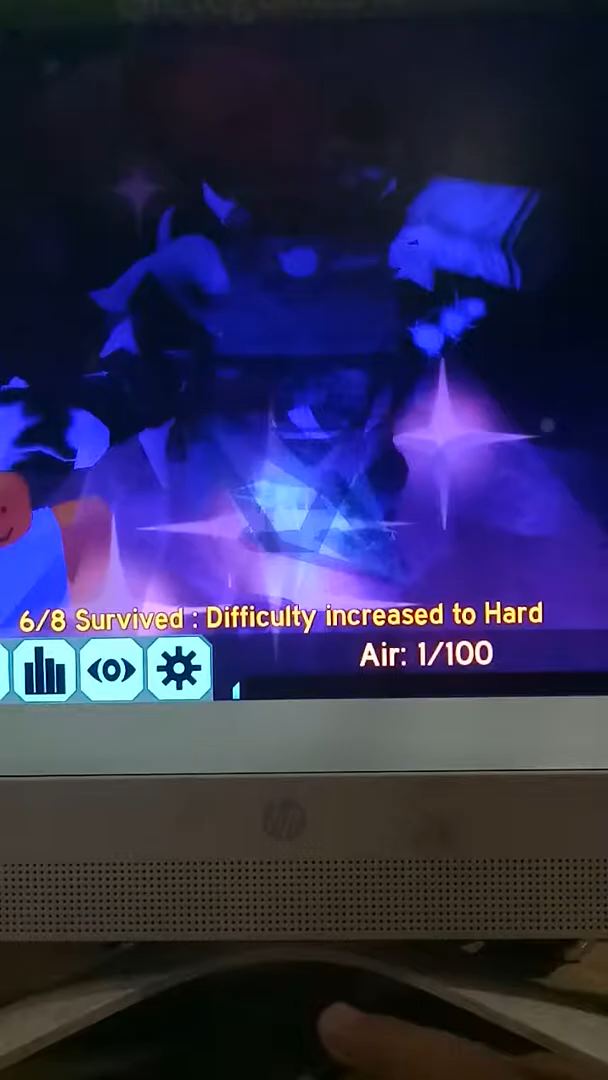 6/8 Survived : Difficulty increased to Hard
Air: 1/100
hp